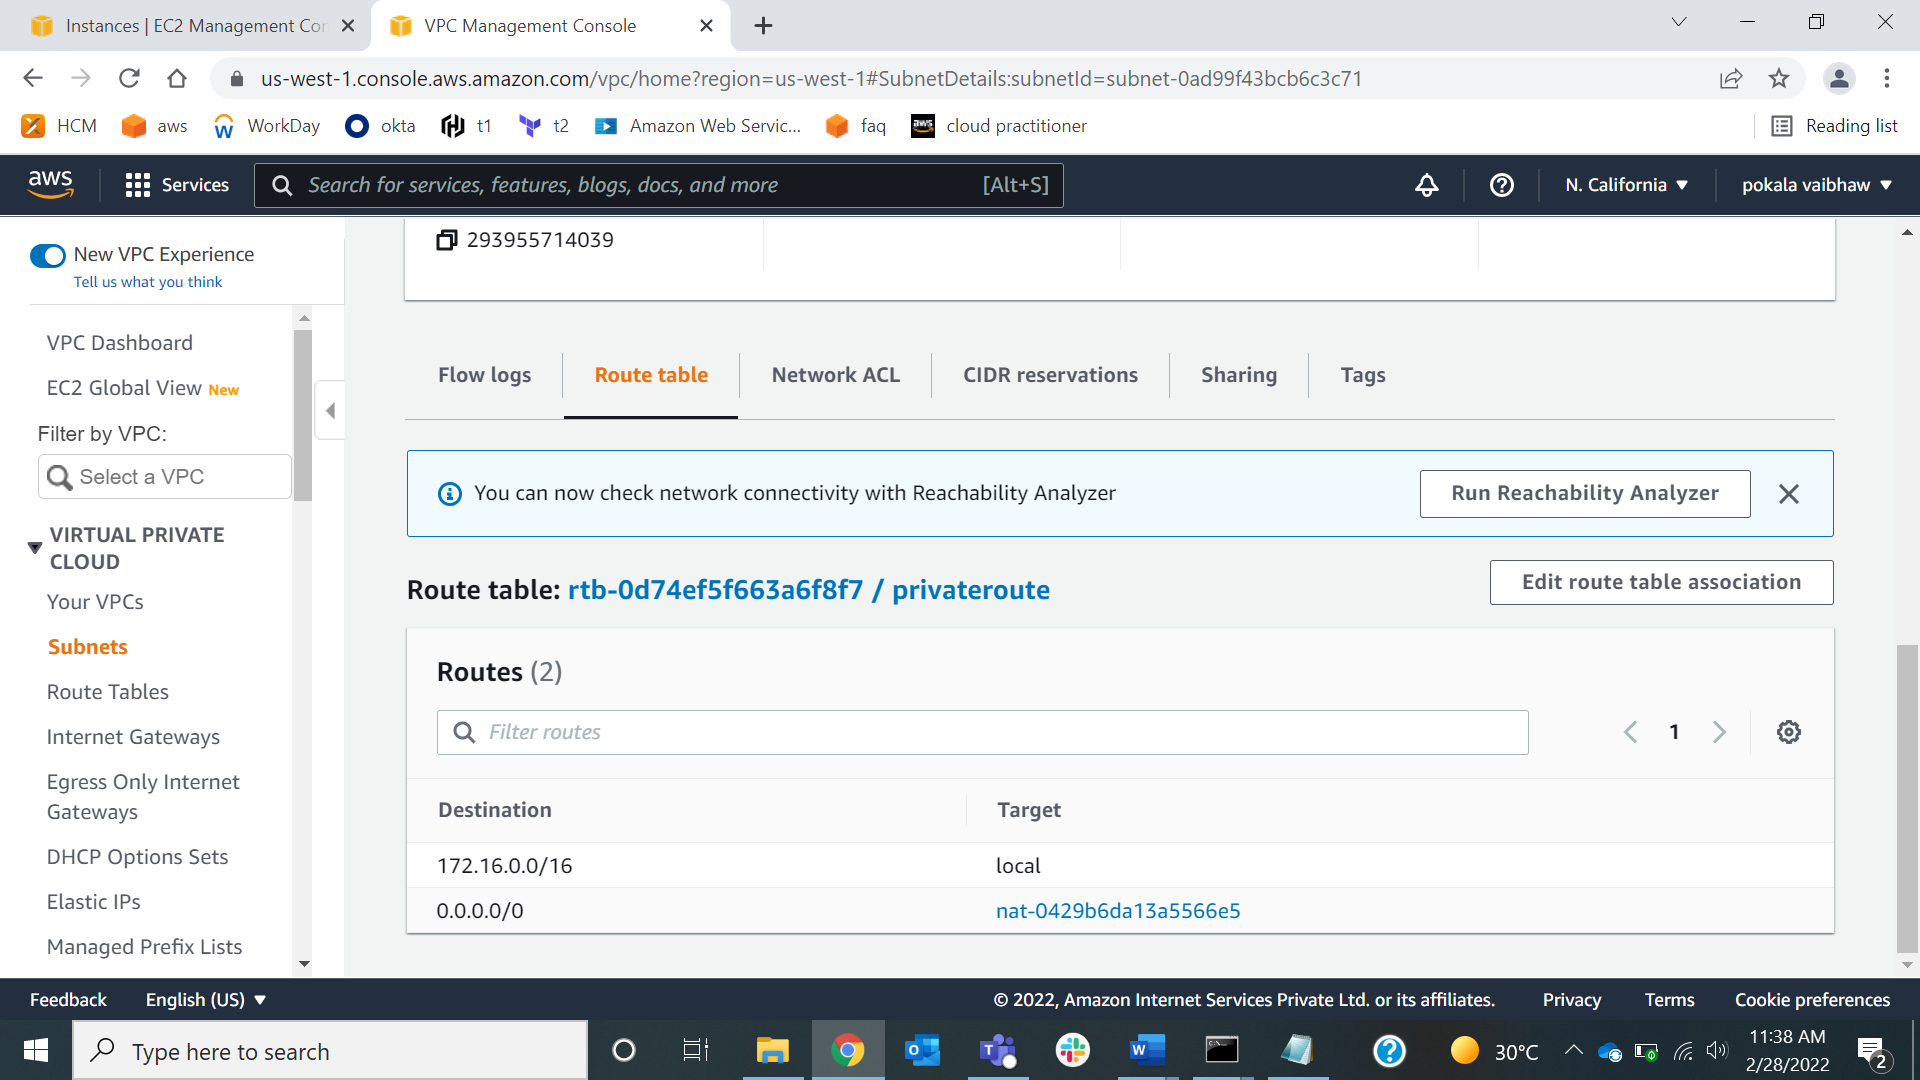 Instances | EC2 Management Con
VPC Management Console
us-west-1.console.aws.amazon.com/vpc/home?region=us-west-1#SubnetDetails:subnetId=subnet-0ad99f43bcb6c3c71
HCM
aws
WorkDay
okta
t1
t2
Amazon Web Servic...
faq
cloud practitioner
Reading list
aws
Services
Search for services, features, blogs, docs, and more
[Alt+S]
N. California
pokala vaibhaw
New VPC Experience
Tell us what you think
VPC Dashboard
EC2 Global View New
Filter by VPC:
Select a VPC
VIRTUAL PRIVATE
CLOUD
Your VPCs
Subnets
Route Tables
Internet Gateways
Egress Only Internet
Gateways
DHCP Options Sets
Elastic IPs
Managed Prefix Lists
293955714039
Flow logs
Route table
Network ACL
CIDR reservations
Sharing
Tags
You can now check network connectivity with Reachability Analyzer
Run Reachability Analyzer
Route table: rtb-0d74ef5f663a6f8f7 / privateroute
Edit route table association
Routes (2)
Filter routes
1
Destination
Target
172.16.0.0/16
local
0.0.0.0/0
nat-0429b6da13a5566e5
Feedback
English (US)
© 2022, Amazon Internet Services Private Ltd. or its affiliates.
Privacy
Terms
Cookie preferences
Type here to search
30°C
11:38 AM
2/28/2022
2